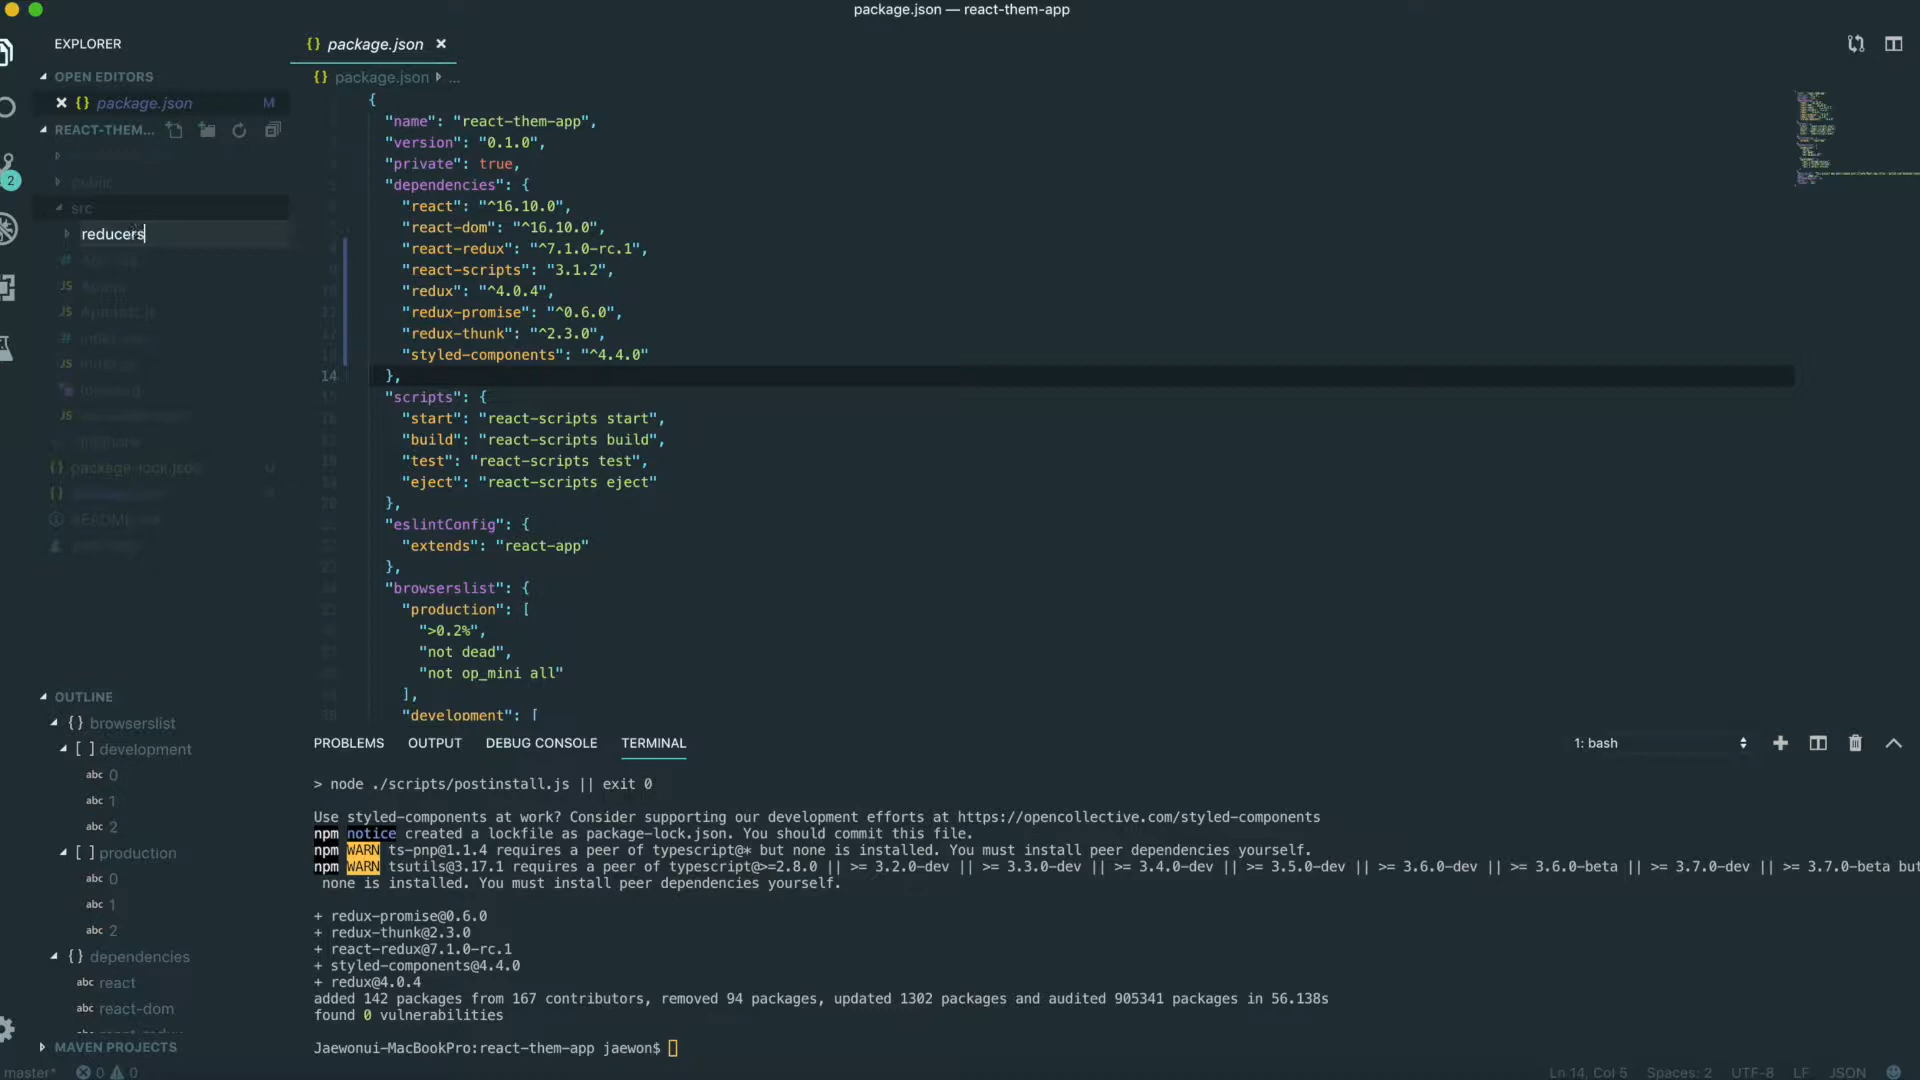 package.json — react-them-app
EXPLORER
OPEN EDITORS
package.json M
REACT-THEM...
public
src
reducers
package-lock.json U
README.md
OUTLINE
{ } browserslist
[ ] development
abc 0
abc 1
abc 2
[ ] production
abc 0
abc 1
abc 2
{ } dependencies
abc react
abc react-dom
MAVEN PROJECTS
2
{} package.json ×
{} package.json ...
{
"name": "react-them-app",
"version": "0.1.0",
"private": true,
"dependencies": {
"react": "^16.10.0",
"react-dom": "^16.10.0",
"react-redux": "^7.1.0-rc.1",
"react-scripts": "3.1.2",
"redux": "^4.0.4",
"redux-promise": "^0.6.0",
"redux-thunk": "^2.3.0",
"styled-components": "^4.4.0"
14 },
"scripts": {
"start": "react-scripts start",
"build": "react-scripts build",
"test": "react-scripts test",
"eject": "react-scripts eject"
},
"eslintConfig": {
"extends": "react-app"
},
"browserslist": {
"production": [
">0.2%",
"not dead",
"not op_mini all"
],
"development": [
PROBLEMS OUTPUT DEBUG CONSOLE TERMINAL 1: bash
> node ./scripts/postinstall.js || exit 0
Use styled-components at work? Consider supporting our development efforts at https://opencollective.com/styled-components
npm notice created a lockfile as package-lock.json. You should commit this file.
npm WARN ts-pnp@1.1.4 requires a peer of typescript@* but none is installed. You must install peer dependencies yourself.
npm WARN tsutils@3.17.1 requires a peer of typescript@>=2.8.0 || >= 3.2.0-dev || >= 3.3.0-dev || >= 3.4.0-dev || >= 3.5.0-dev || >= 3.6.0-dev || >= 3.6.0-beta || >= 3.7.0-dev || >= 3.7.0-beta but
none is installed. You must install peer dependencies yourself.
+ redux-promise@0.6.0
+ redux-thunk@2.3.0
+ react-redux@7.1.0-rc.1
+ styled-components@4.4.0
+ redux@4.0.4
added 142 packages from 167 contributors, removed 94 packages, updated 1302 packages and audited 905341 packages in 56.138s
found 0 vulnerabilities
Jaewonui-MacBookPro:react-them-app jaewon$
master* 0 0 Ln 14, Col 5 Spaces: 2 UTF-8 LF JSON